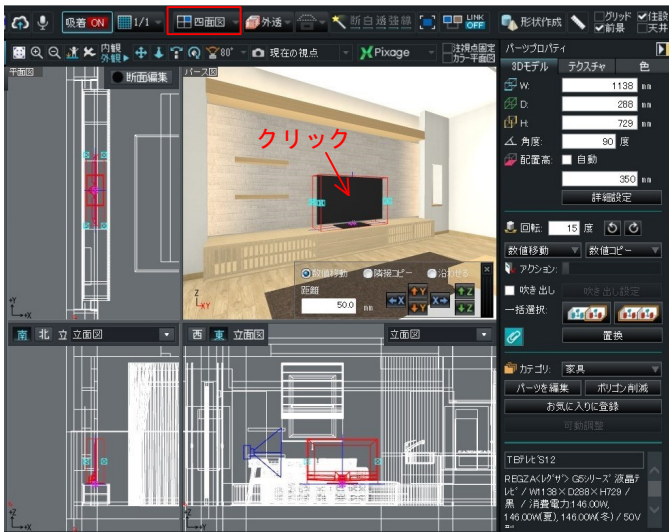 吸着 ON
1/1
四面図
外透
断 白 透 強 線
LINK
OFF
形状作成
グリッド
住設
前景
天井
内観
外観
80°
現在の視点
Pixage
注視点固定
カラー平面図
平面図
断面編集
パース図
クリック
数値移動
隣接コピー
沿わせる
距離
50.0 mm
+X
+Y
+Y
X+
+Z
+Z
南 北 立 立面図
西 東 立面図
立面図
パーツプロパティ
3Dモデル テクスチャ 色
W: 1138 mm
D: 288 mm
H: 729 mm
角度: 90 度
配置高: 自動
350 mm
詳細設定
回転: 15 度
数値移動 数値コピー
アクション:
吹き出し 吹き出し設定
一括選択:
置換
カテゴリ: 家具
パーツを編集 ポリゴン削減
お気に入りに登録
可動調整
TBテレビS12
REGZA<レグザ> G5シリーズ 液晶テ
レビ / W1138×D288×H729 /
黒 / 消費電力:146.00W,
146.00W(夏), 146.00W(冬) / 50V